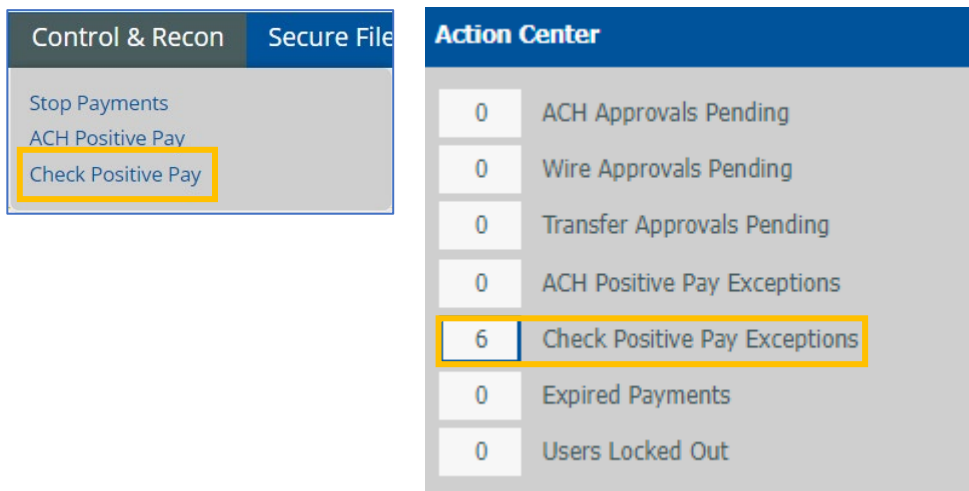 Control & Recon Secure File
Stop Payments
ACH Positive Pay
Check Positive Pay
Action Center
0 ACH Approvals Pending
0 Wire Approvals Pending
0 Transfer Approvals Pending
0 ACH Positive Pay Exceptions
6 Check Positive Pay Exceptions
0 Expired Payments
0 Users Locked Out